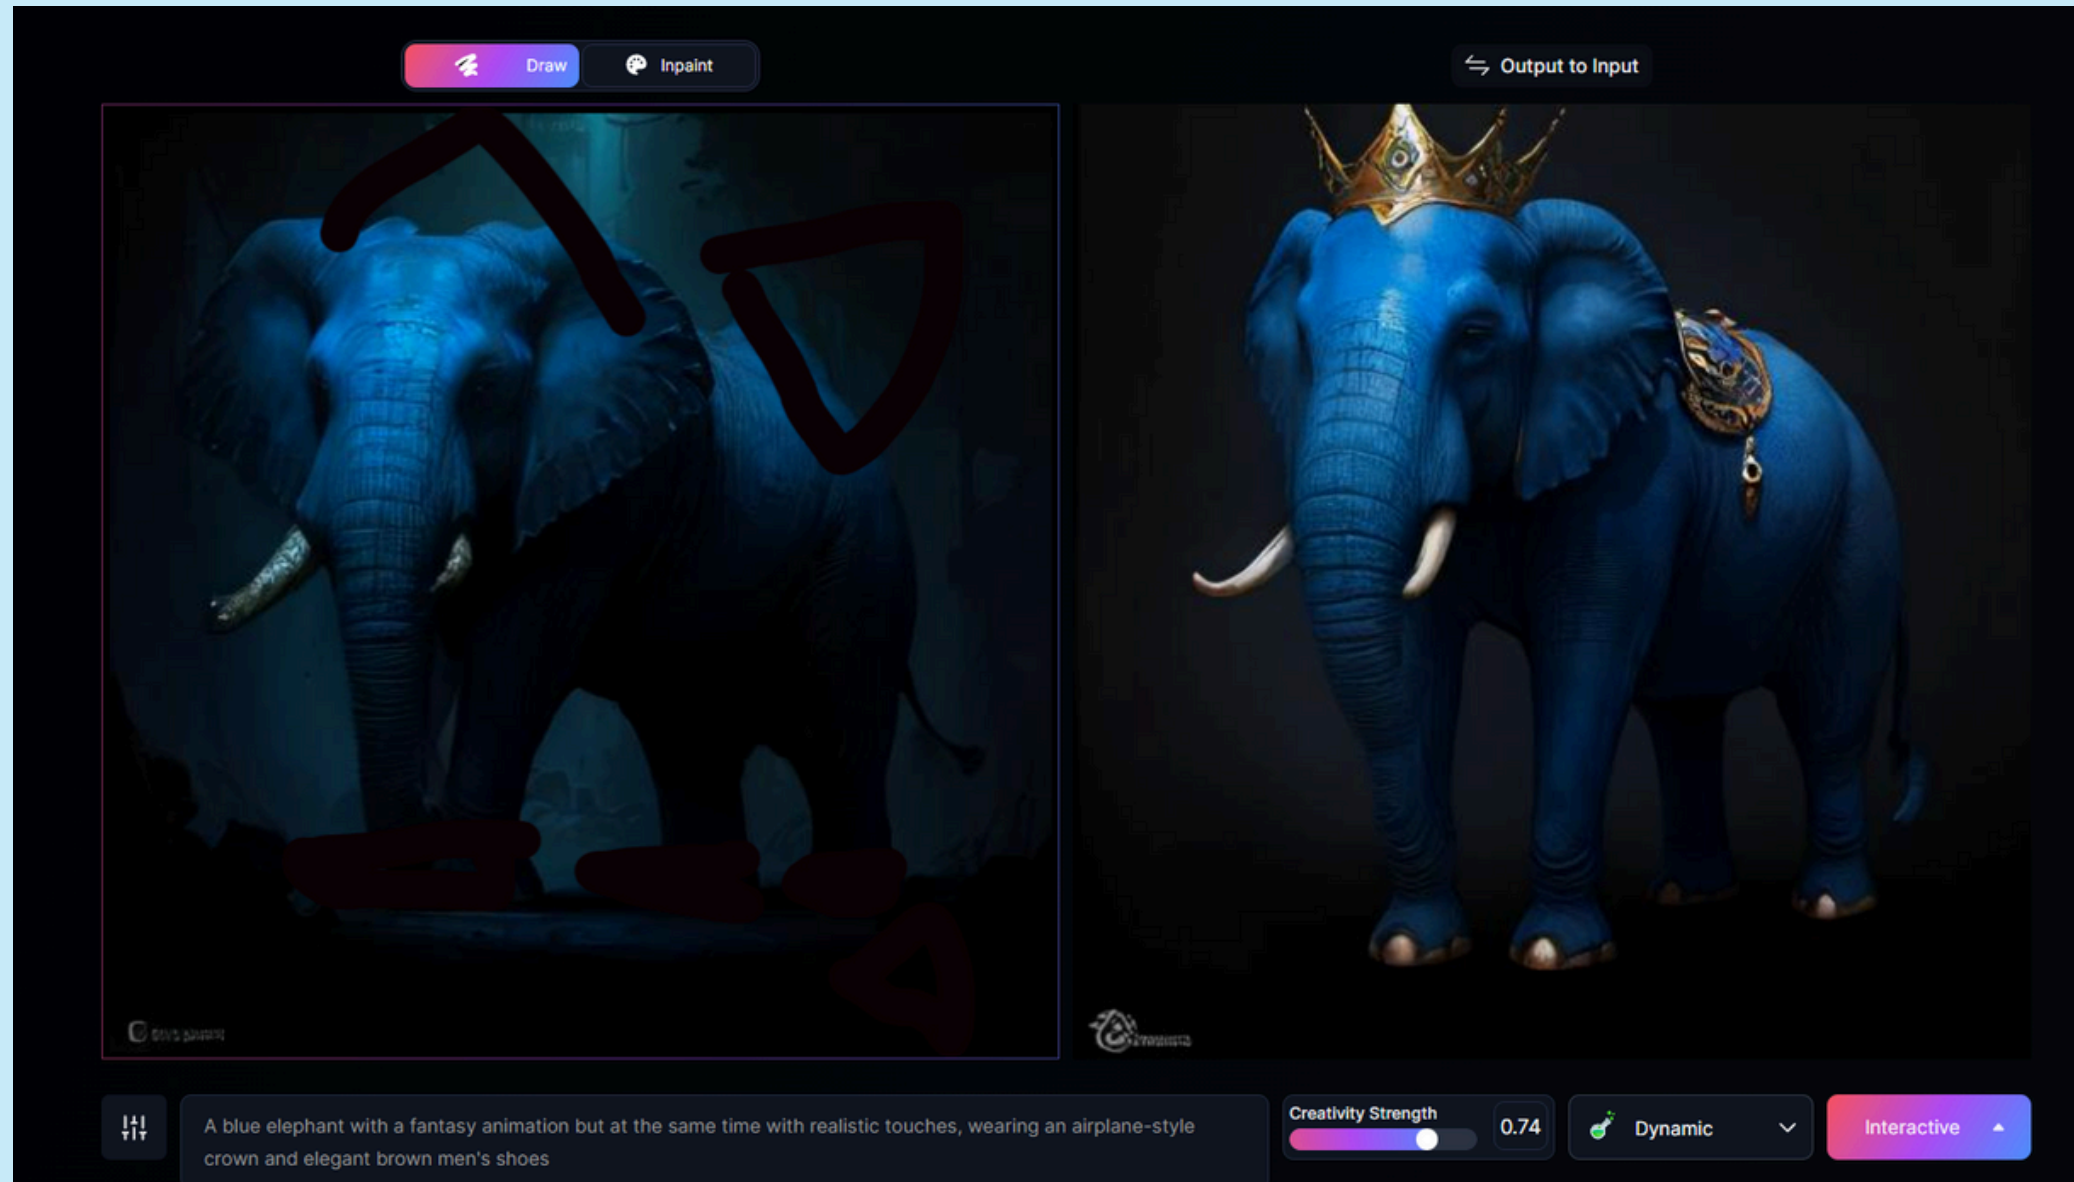 Draw
Inpaint
Output to Input
A blue elephant with a fantasy animation but at the same time with realistic touches, wearing an airplane-style
crown and elegant brown men's shoes
Creativity Strength
0.74
Dynamic
Interactive